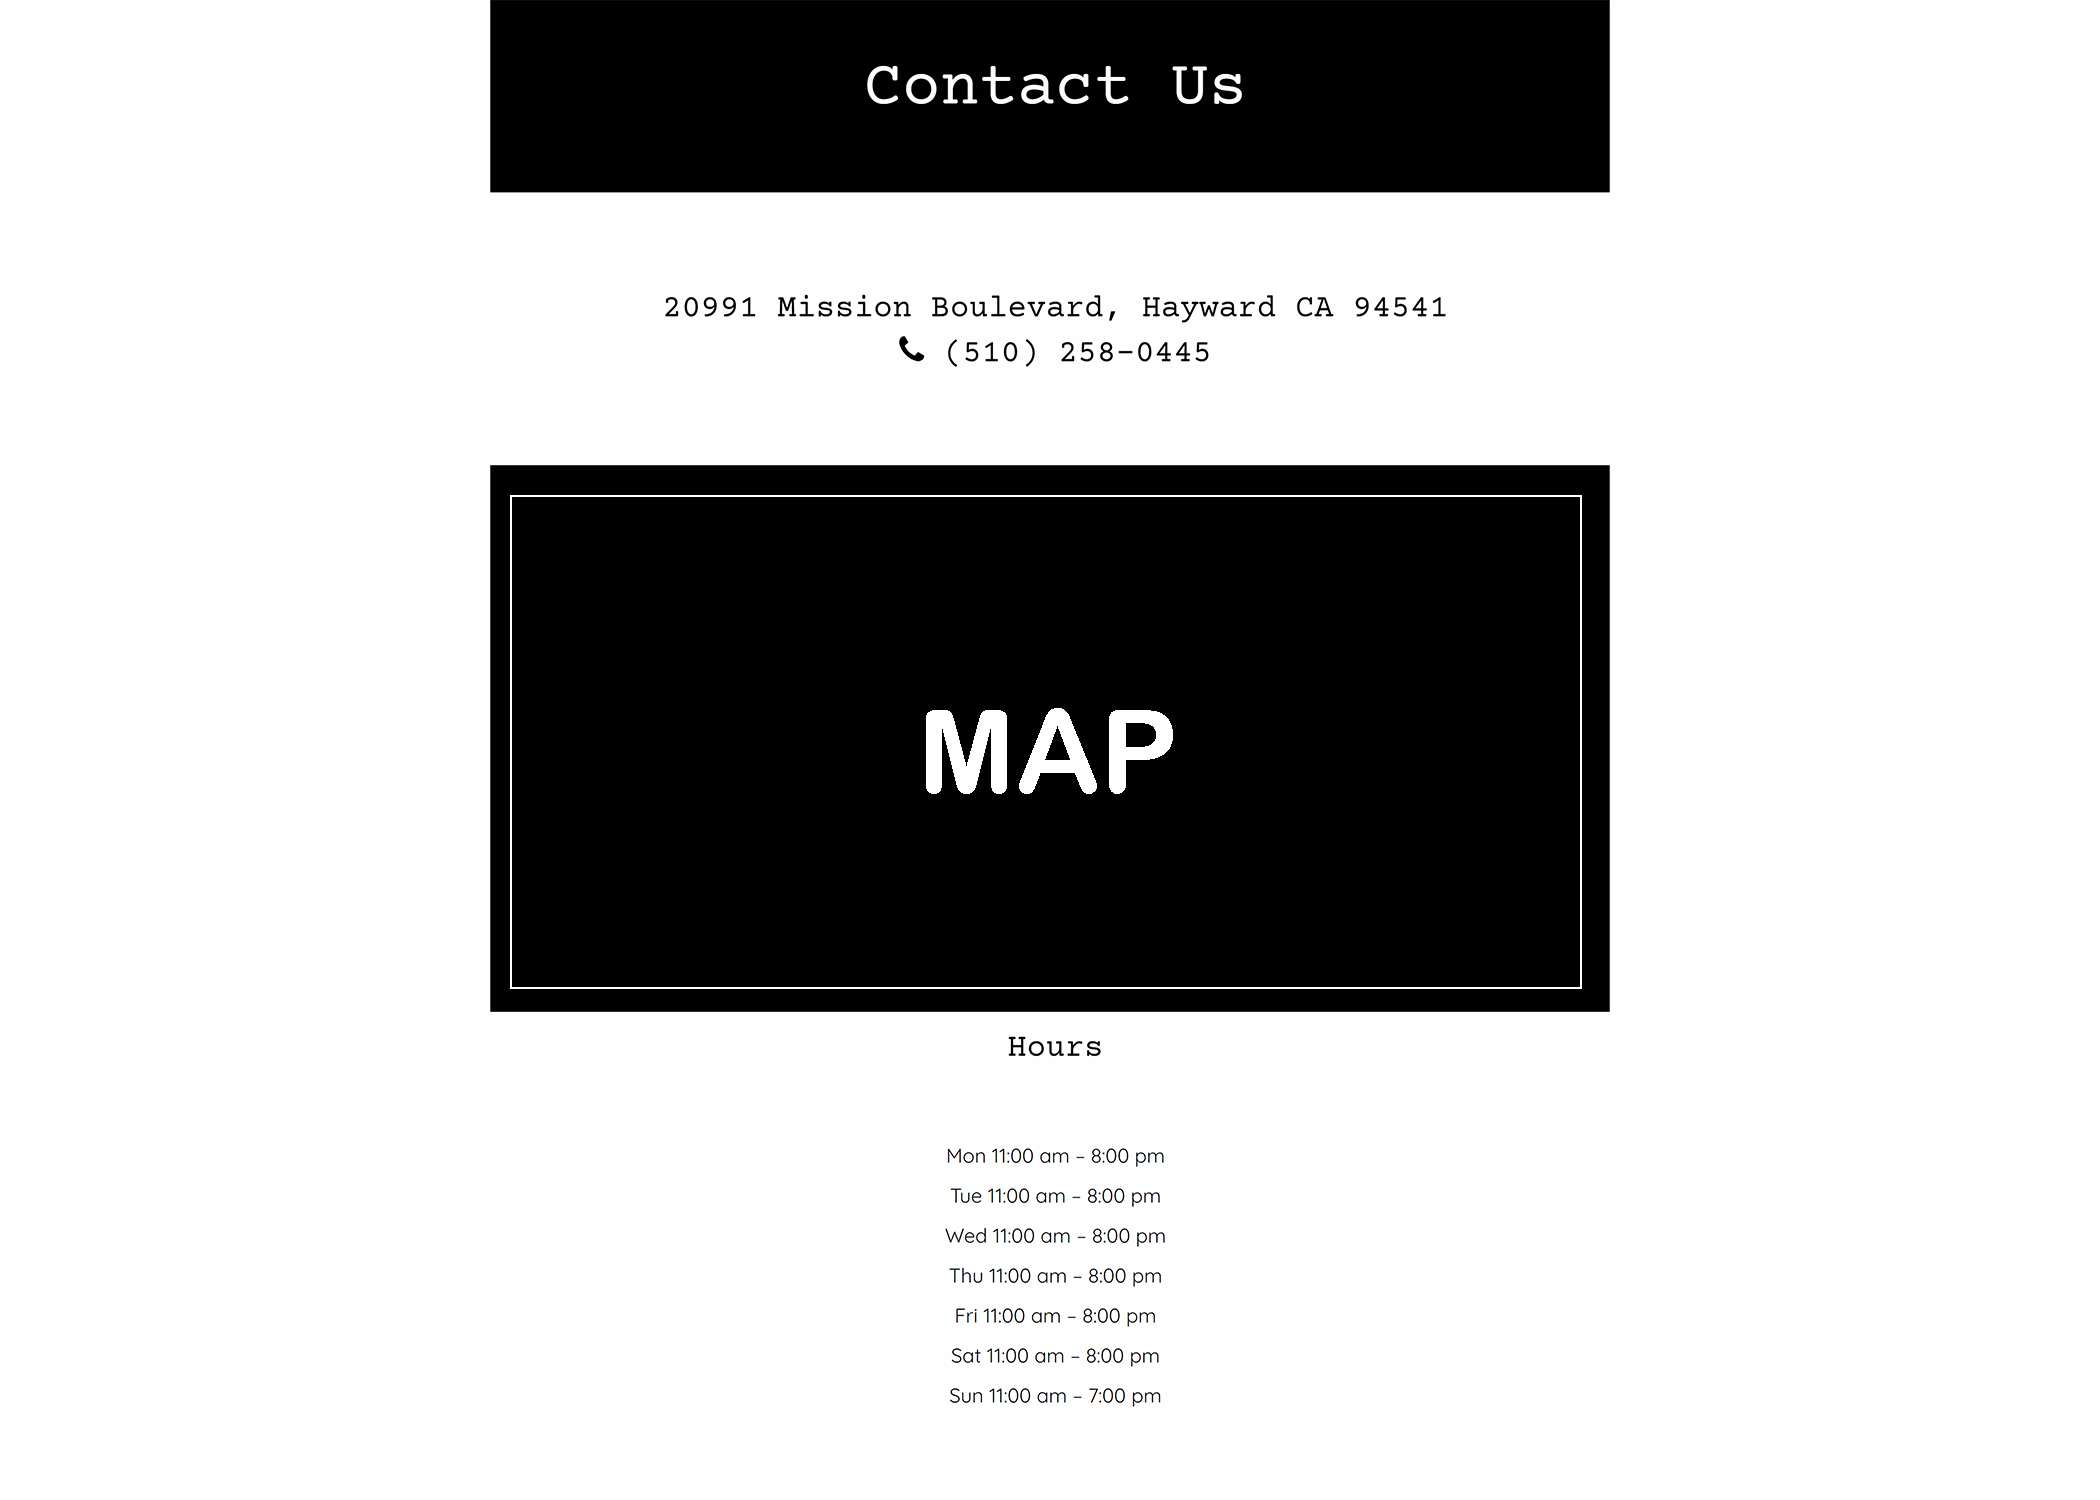 Contact Us
20991 Mission Boulevard, Hayward CA 94541
(510) 258-0445
MAP
Hours
Mon 11:00 am - 8:00 pm
Tue 11:00 am - 8:00 pm
Wed 11:00 am - 8:00 pm
Thu 11:00 am - 8:00 pm
Fri 11:00 am - 8:00 pm
Sat 11:00 am - 8:00 pm
Sun 11:00 am - 7:00 pm